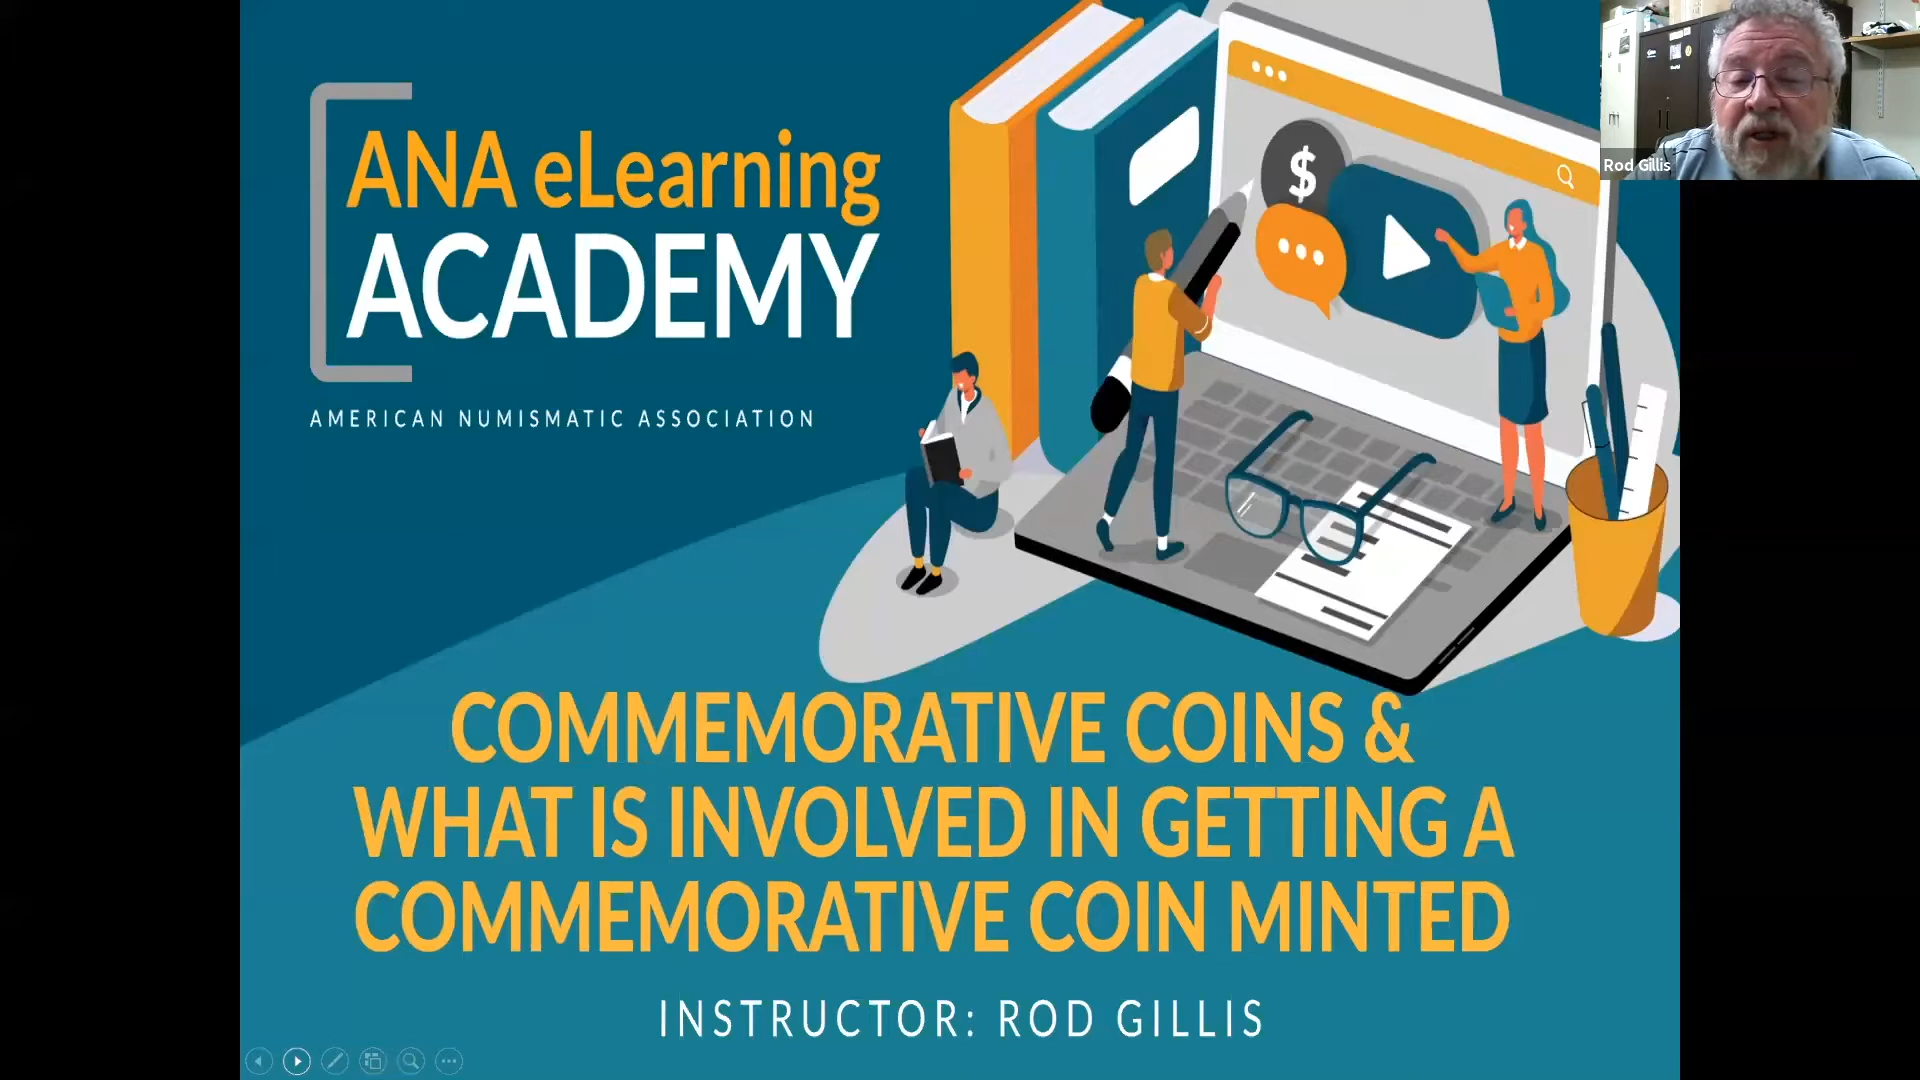 ANA eLearning
ACADEMY
AMERICAN NUMISMATIC ASSOCIATION
$
Rod Gillis
COMMEMORATIVE COINS &
WHAT IS INVOLVED IN GETTING A
COMMEMORATIVE COIN MINTED
INSTRUCTOR: ROD GILLIS